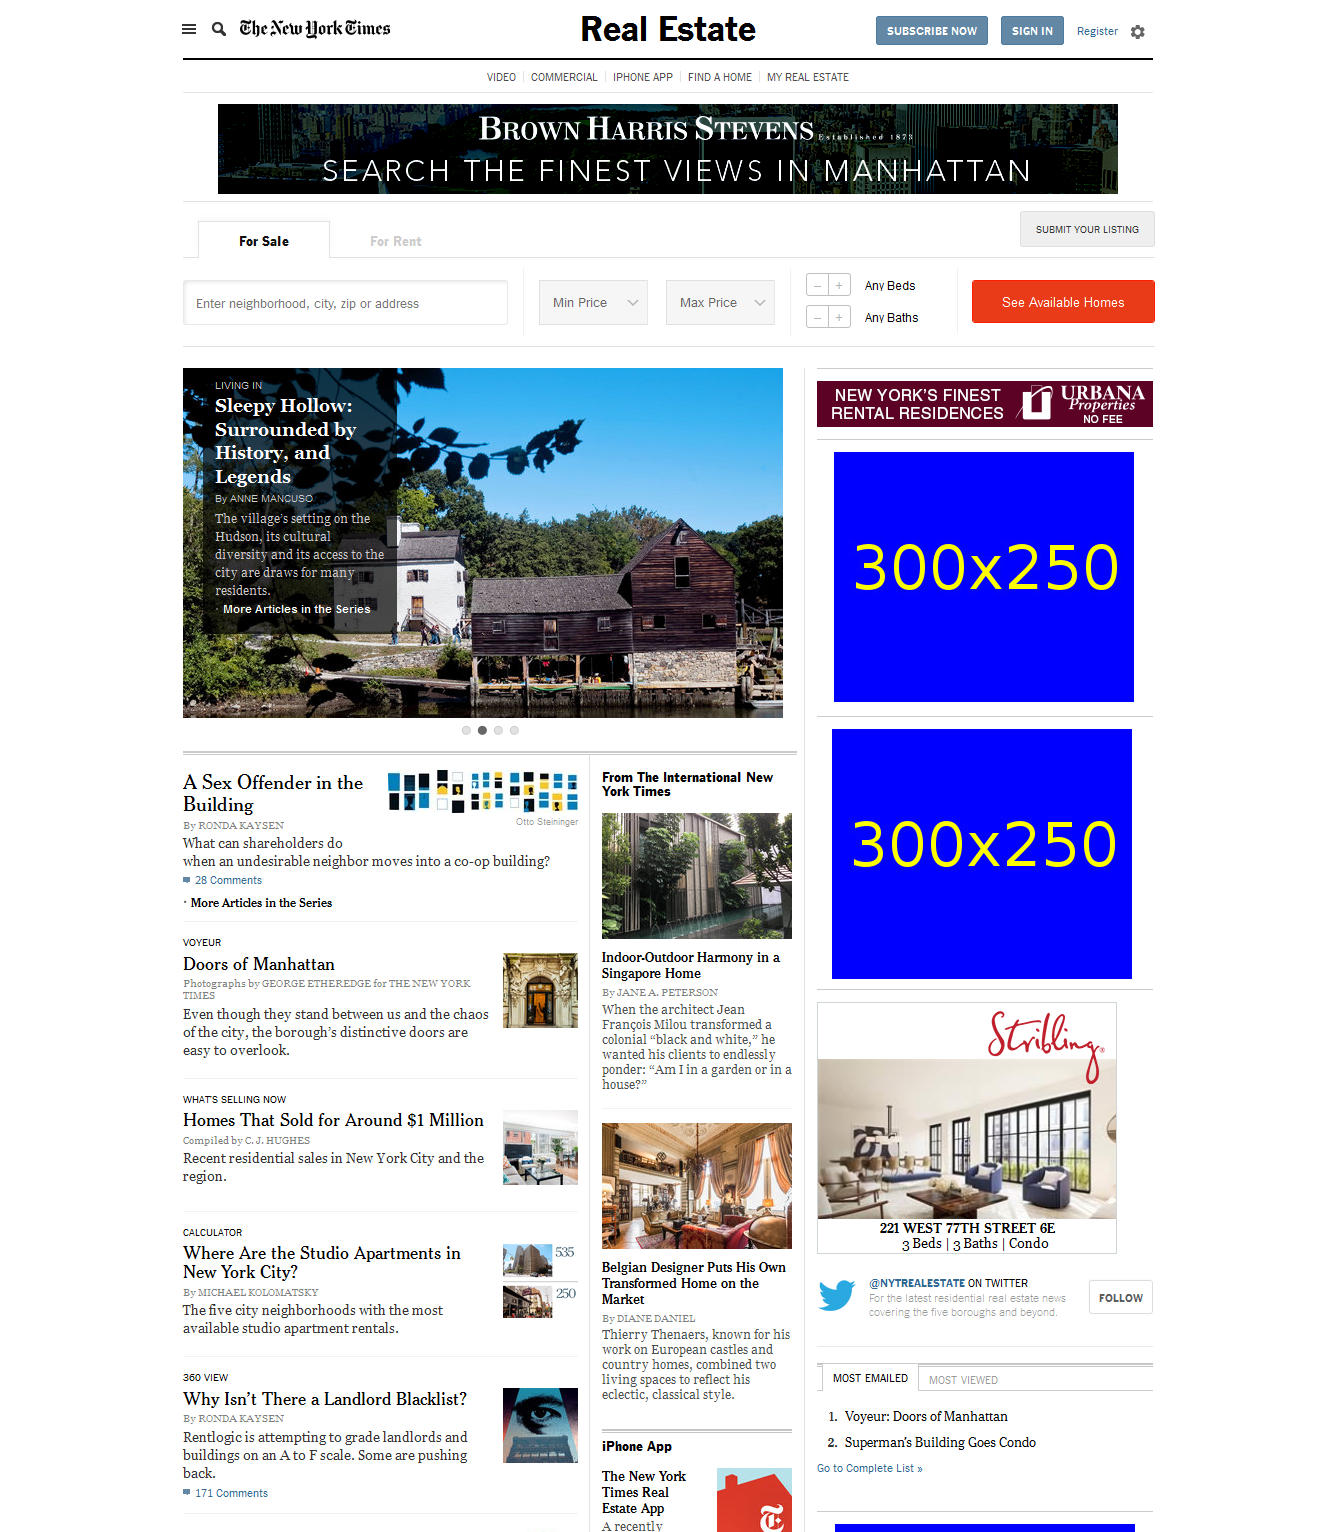 The New York Times
Real Estate
SUBSCRIBE NOW
SIGN IN
Register
VIDEO
COMMERCIAL
IPHONE APP
FIND A HOME
MY REAL ESTATE
BROWN HARRIS STEVENS Established 1873
SEARCH THE FINEST VIEWS IN MANHATTAN
For Sale
For Rent
SUBMIT YOUR LISTING
Enter neighborhood, city, zip or address
Min Price
Max Price
– + Any Beds
– + Any Baths
See Available Homes
LIVING IN
Sleepy Hollow:
Surrounded by
History, and
Legends
By ANNE MANCUSO
The village’s setting on the
Hudson, its cultural
diversity and its access to the
city are draws for many
residents.
· More Articles in the Series
NEW YORK'S FINEST
RENTAL RESIDENCES
URBANA
Properties
NO FEE
300x250
300x250
A Sex Offender in the
Building
Otto Steininger
By RONDA KAYSEN
What can shareholders do
when an undesirable neighbor moves into a co-op building?
28 Comments
· More Articles in the Series
VOYEUR
Doors of Manhattan
Photographs by GEORGE ETHEREDGE for THE NEW YORK
TIMES
Even though they stand between us and the chaos
of the city, the borough’s distinctive doors are
easy to overlook.
WHAT'S SELLING NOW
Homes That Sold for Around $1 Million
Compiled by C. J. HUGHES
Recent residential sales in New York City and the
region.
CALCULATOR
Where Are the Studio Apartments in
New York City?
By MICHAEL KOLOMATSKY
The five city neighborhoods with the most
available studio apartment rentals.
535
250
360 VIEW
Why Isn’t There a Landlord Blacklist?
By RONDA KAYSEN
Rentlogic is attempting to grade landlords and
buildings on an A to F scale. Some are pushing
back.
171 Comments
From The International New
York Times
Indoor-Outdoor Harmony in a
Singapore Home
By JANE A. PETERSON
When the architect Jean
François Milou transformed a
colonial “black and white,” he
wanted his clients to endlessly
ponder: “Am I in a garden or in a
house?”
Belgian Designer Puts His Own
Transformed Home on the
Market
By DIANE DANIEL
Thierry Thenaers, known for his
work on European castles and
country homes, combined two
living spaces to reflect his
eclectic, classical style.
iPhone App
The New York
Times Real
Estate App
A recently
T
Stribling®
221 WEST 77TH STREET 6E
3 Beds | 3 Baths | Condo
@NYTREALESTATE ON TWITTER
For the latest residential real estate news
covering the five boroughs and beyond.
FOLLOW
MOST EMAILED
MOST VIEWED
1. Voyeur: Doors of Manhattan
2. Superman’s Building Goes Condo
Go to Complete List »